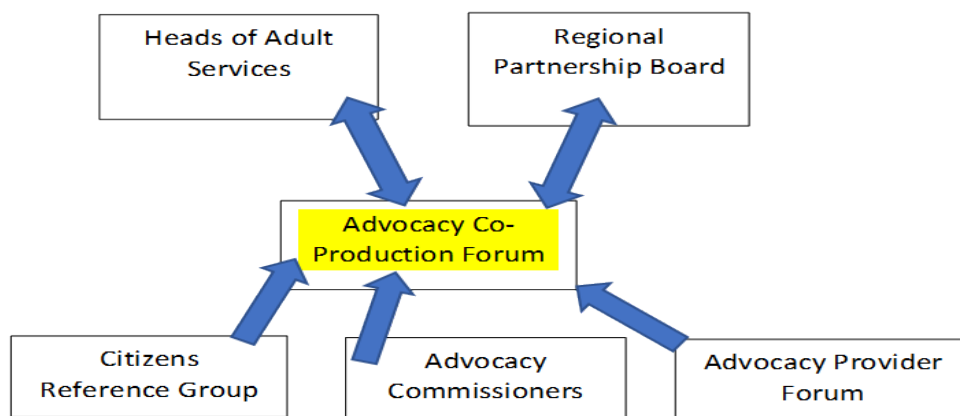 Heads of Adult
Services
Regional
Partnership Board
Advocacy Co-
Production Forum
Citizens
Reference Group
Advocacy
Commissioners
Advocacy Provider
Forum